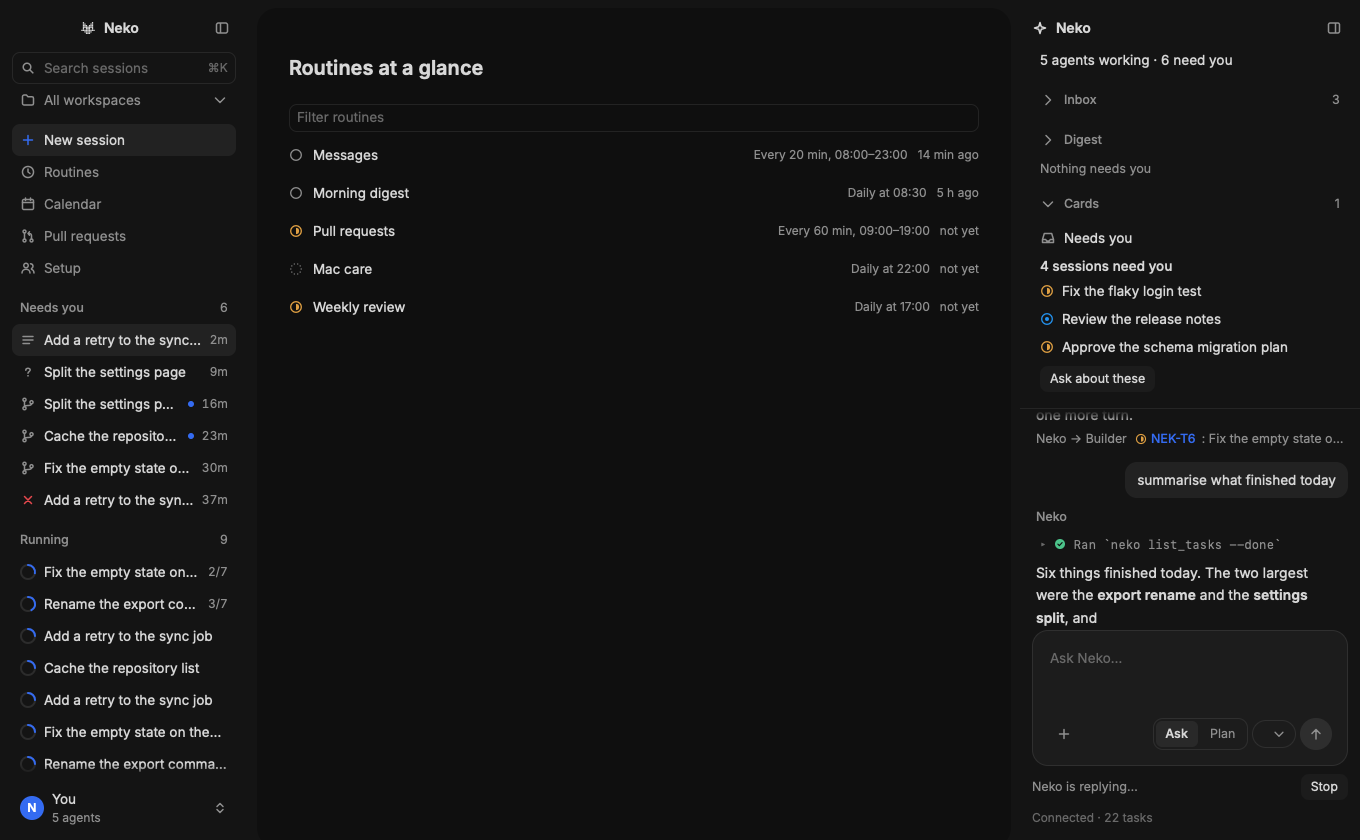 Neko
Search sessions ⌘K
All workspaces
New session
Routines
Calendar
Pull requests
Setup
Needs you 6
Add a retry to the sync... 2m
? Split the settings page 9m
Split the settings p... 16m
Cache the reposito... 23m
Fix the empty state o... 30m
Add a retry to the syn... 37m
Running 9
Fix the empty state on... 2/7
Rename the export co... 3/7
Add a retry to the sync job
Cache the repository list
Add a retry to the sync job
Fix the empty state on the...
Rename the export comma...
N
You
5 agents
Routines at a glance
Filter routines
Messages Every 20 min, 08:00–23:00 14 min ago
Morning digest Daily at 08:30 5 h ago
Pull requests Every 60 min, 09:00–19:00 not yet
Mac care Daily at 22:00 not yet
Weekly review Daily at 17:00 not yet
Neko
5 agents working · 6 need you
Inbox 3
Digest
Nothing needs you
Cards 1
Needs you
4 sessions need you
Fix the flaky login test
Review the release notes
Approve the schema migration plan
Ask about these
one more turn.
Neko → Builder NEK-T6 : Fix the empty state o...
summarise what finished today
Neko
Ran `neko list_tasks --done`
Six things finished today. The two largest
were the export rename and the settings
split, and
Ask Neko...
Ask Plan
Neko is replying... Stop
Connected · 22 tasks